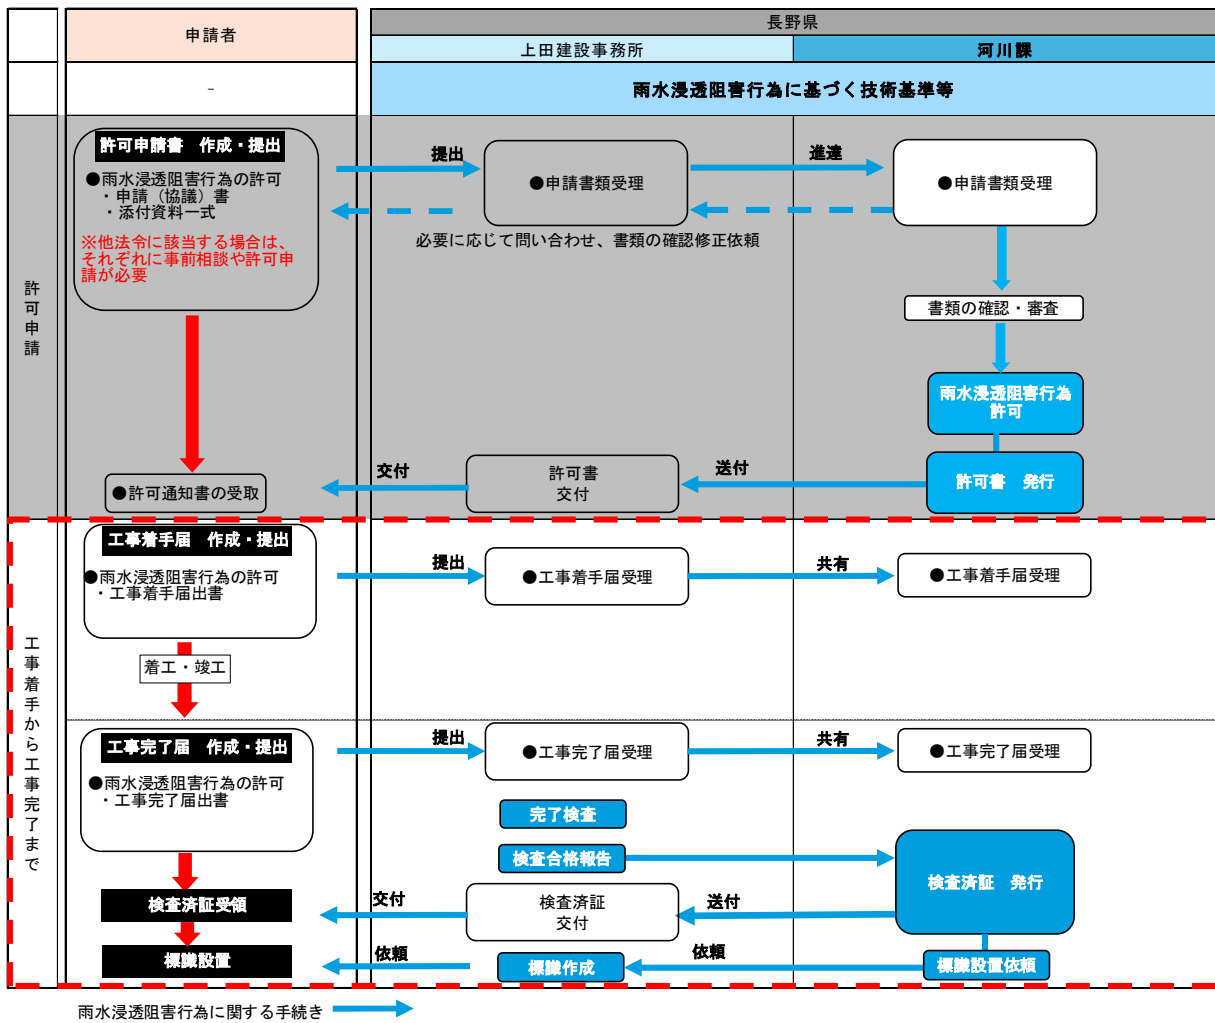 申請者
長野県
上田建設事務所
河川課
-
雨水浸透阻害行為に基づく技術基準等
許可申請
許可申請書　作成・提出
●雨水浸透阻害行為の許可
・申請（協議）書
・添付資料一式
※他法令に該当する場合は、
それぞれに事前相談や許可申
請が必要
提出
●申請書類受理
進達
●申請書類受理
必要に応じて問い合わせ、書類の確認修正依頼
書類の確認・審査
雨水浸透阻害行為
許可
許可書　発行
送付
許可書
交付
交付
●許可通知書の受取
工事着手から工事完了まで
工事着手届　作成・提出
●雨水浸透阻害行為の許可
・工事着手届出書
提出
●工事着手届受理
共有
●工事着手届受理
着工・竣工
工事完了届　作成・提出
●雨水浸透阻害行為の許可
・工事完了届出書
提出
●工事完了届受理
共有
●工事完了届受理
完了検査
検査合格報告
検査済証　発行
送付
検査済証
交付
交付
検査済証受領
標識設置依頼
依頼
標識作成
依頼
標識設置
雨水浸透阻害行為に関する手続き